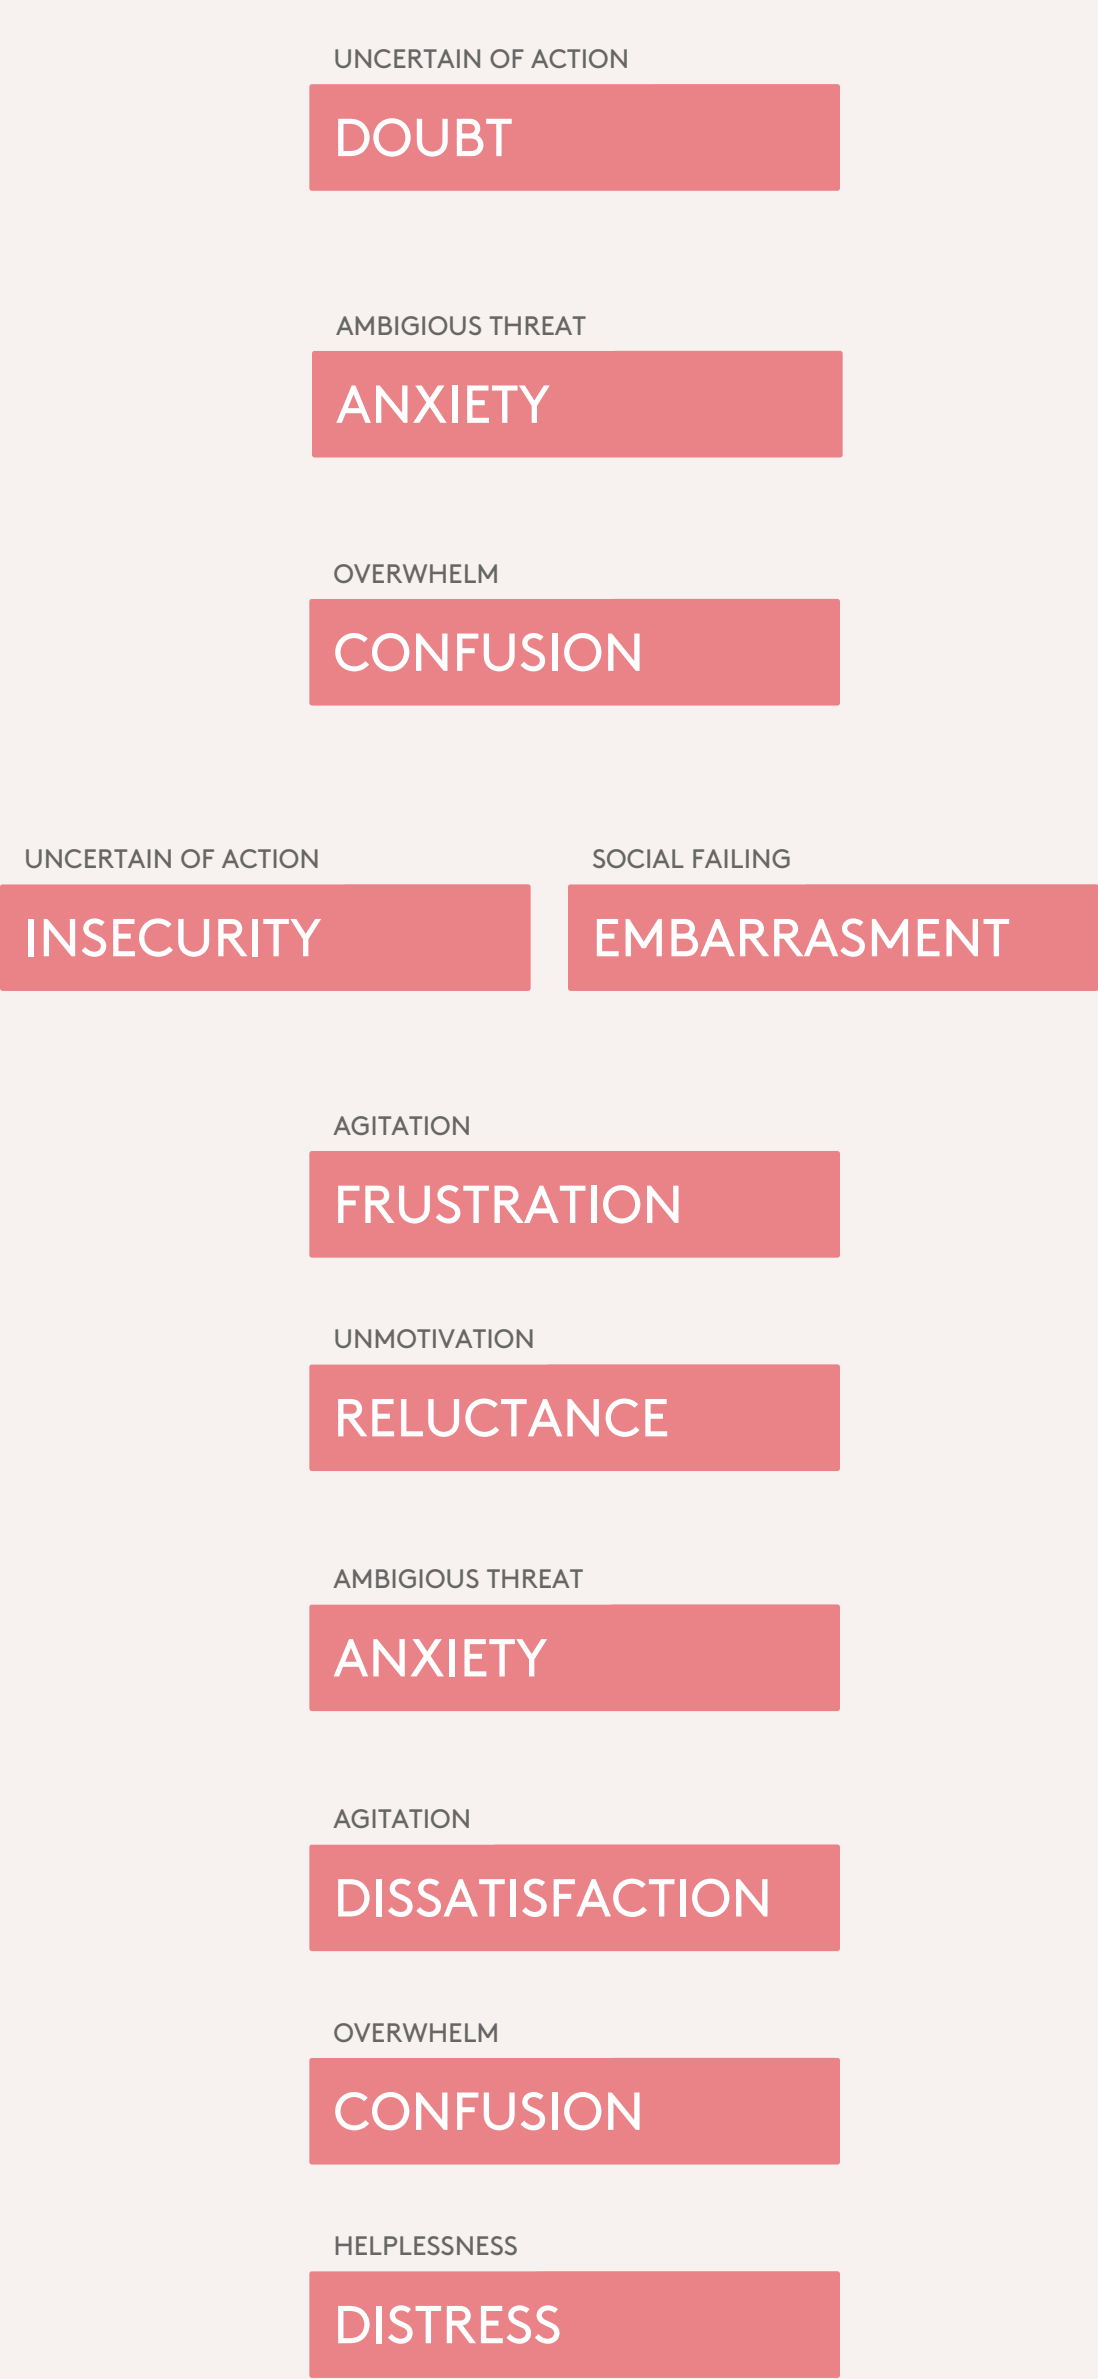 UNCERTAIN OF ACTION
DOUBT
AMBIGIOUS THREAT
ANXIETY
OVERWHELM
CONFUSION
UNCERTAIN OF ACTION
INSECURITY
SOCIAL FAILING
EMBARRASMENT
AGITATION
FRUSTRATION
UNMOTIVATION
RELUCTANCE
AMBIGIOUS THREAT
ANXIETY
AGITATION
DISSATISFACTION
OVERWHELM
CONFUSION
HELPLESSNESS
DISTRESS